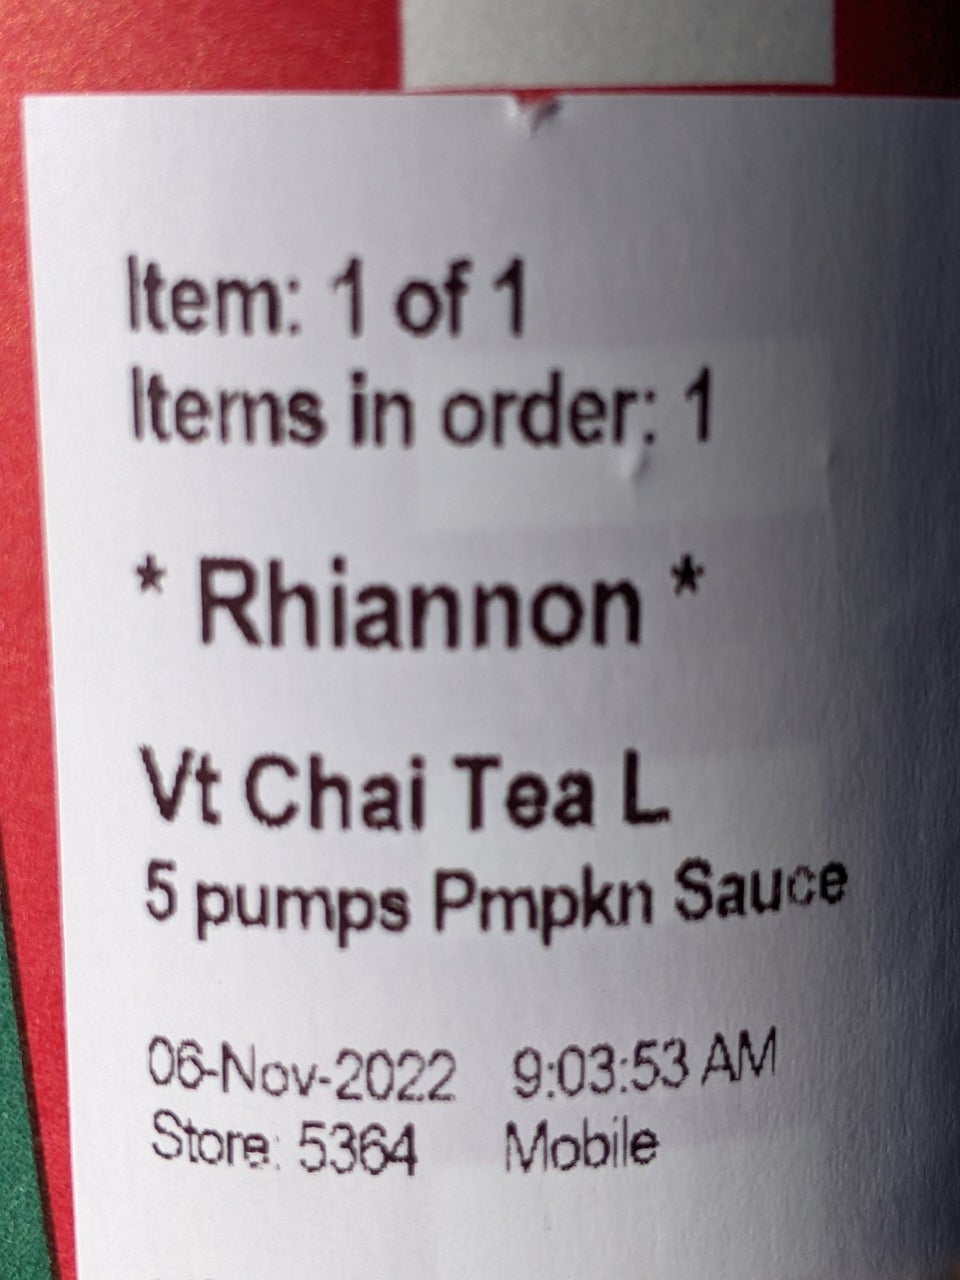 Item: 1 of 1
Items in order: 1
* Rhiannon *
Vt Chai Tea L
5 pumps Pmpkn Sauce
06-Nov-2022 9:03:53 AM
Store: 5364 Mobile